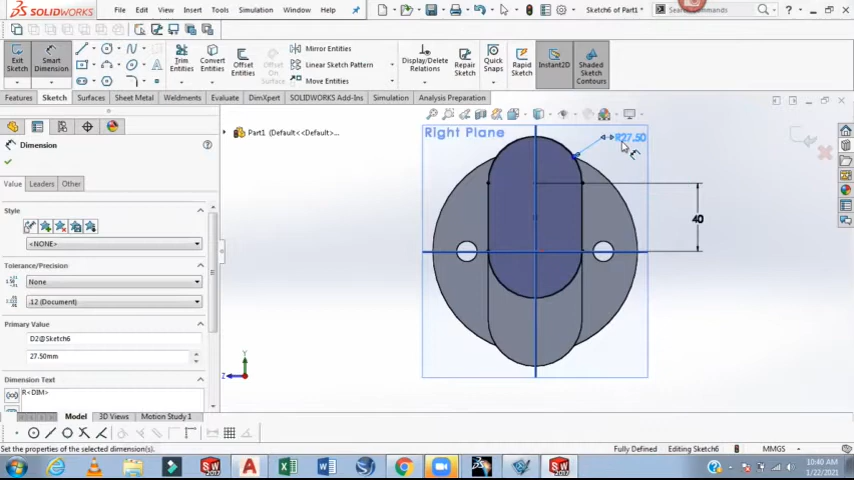 SOLIDWORKS
File
Edit
View
Insert
Tools
Simulation
Window
Help
Sketch6 of Part1 *
Search Commands
Exit Sketch
Smart Dimension
Trim Entities
Convert Entities
Offset Entities
Offset On Surface
Mirror Entities
Linear Sketch Pattern
Move Entities
Display/Delete Relations
Repair Sketch
Quick Snaps
Rapid Sketch
Instant2D
Shaded Sketch Contours
Features
Sketch
Surfaces
Sheet Metal
Weldments
Evaluate
DimXpert
SOLIDWORKS Add-Ins
Simulation
Analysis Preparation
Part1 (Default<<Default>...
Right Plane
R27.50
Dimension
Value
Leaders
Other
Style
<NONE>
40
Tolerance/Precision
None
.12 (Document)
Primary Value
D2@Sketch6
27.50mm
Dimension Text
R<DIM>
Y
Z
Model
3D Views
Motion Study 1
Set the properties of the selected dimension(s).
Fully Defined
Editing Sketch6
MMGS
10:40 AM
1/22/2021